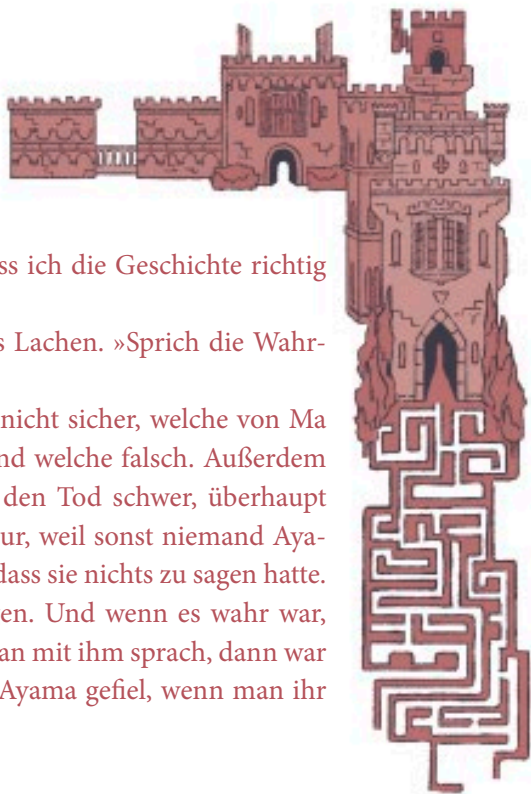 ss ich die Geschichte richtig
s Lachen. »Sprich die Wahr-
nicht sicher, welche von Ma
nd welche falsch. Außerdem
den Tod schwer, überhaupt
ur, weil sonst niemand Aya-
dass sie nichts zu sagen hatte.
en. Und wenn es wahr war,
an mit ihm sprach, dann war
Ayama gefiel, wenn man ihr